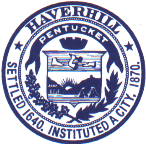 HAVERHILL
PENTUCKET
SETTLED 1640. INSTITUTED A CITY. 1870.